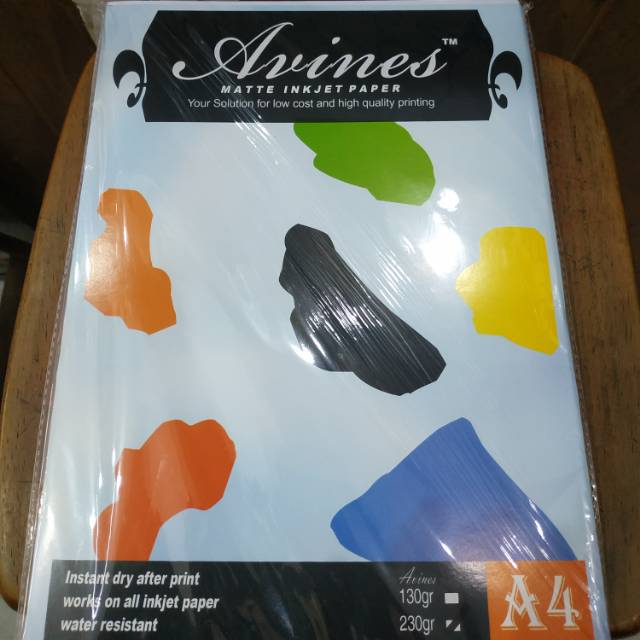 Avines™
MATTE INKJET PAPER
Your Solution for low cost and high quality printing
Instant dry after print
works on all inkjet paper
water resistant
Avines
130gr
230gr
A4